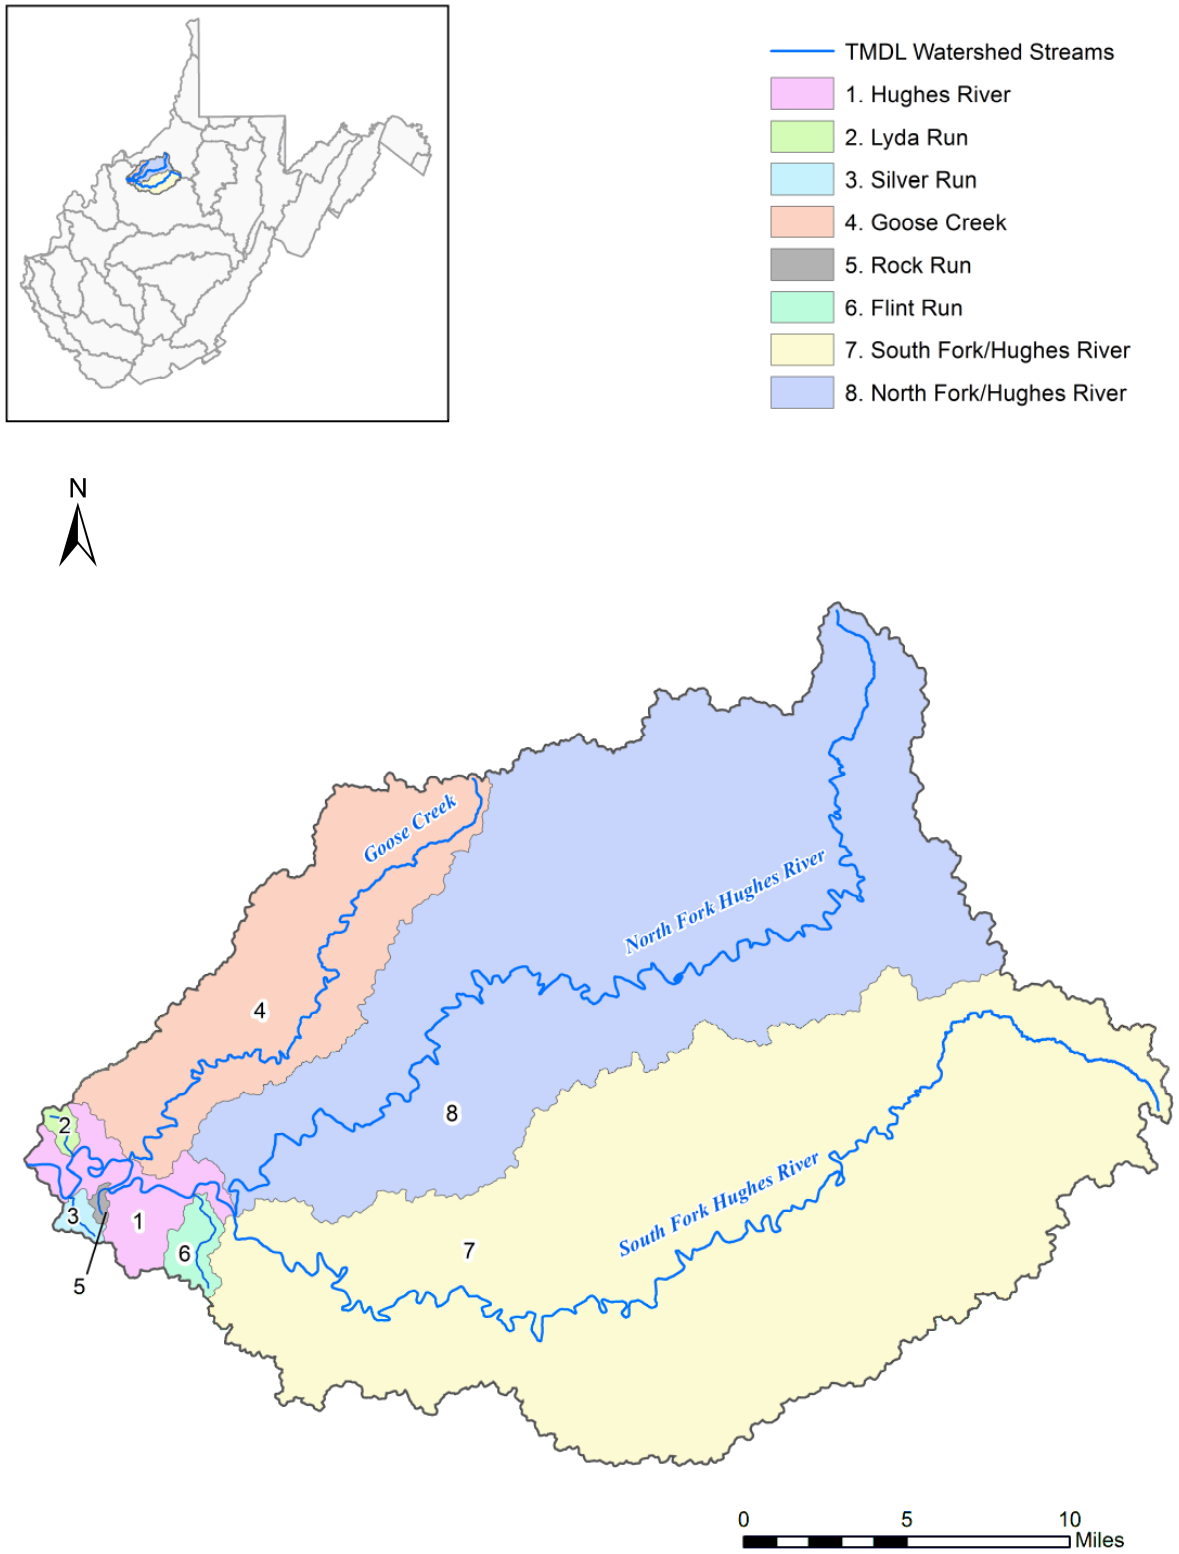 TMDL Watershed Streams
1. Hughes River
2. Lyda Run
3. Silver Run
4. Goose Creek
5. Rock Run
6. Flint Run
7. South Fork/Hughes River
8. North Fork/Hughes River
N
Goose Creek
North Fork Hughes River
4
8
2
South Fork Hughes River
3
1
7
6
5
0 5 10
Miles